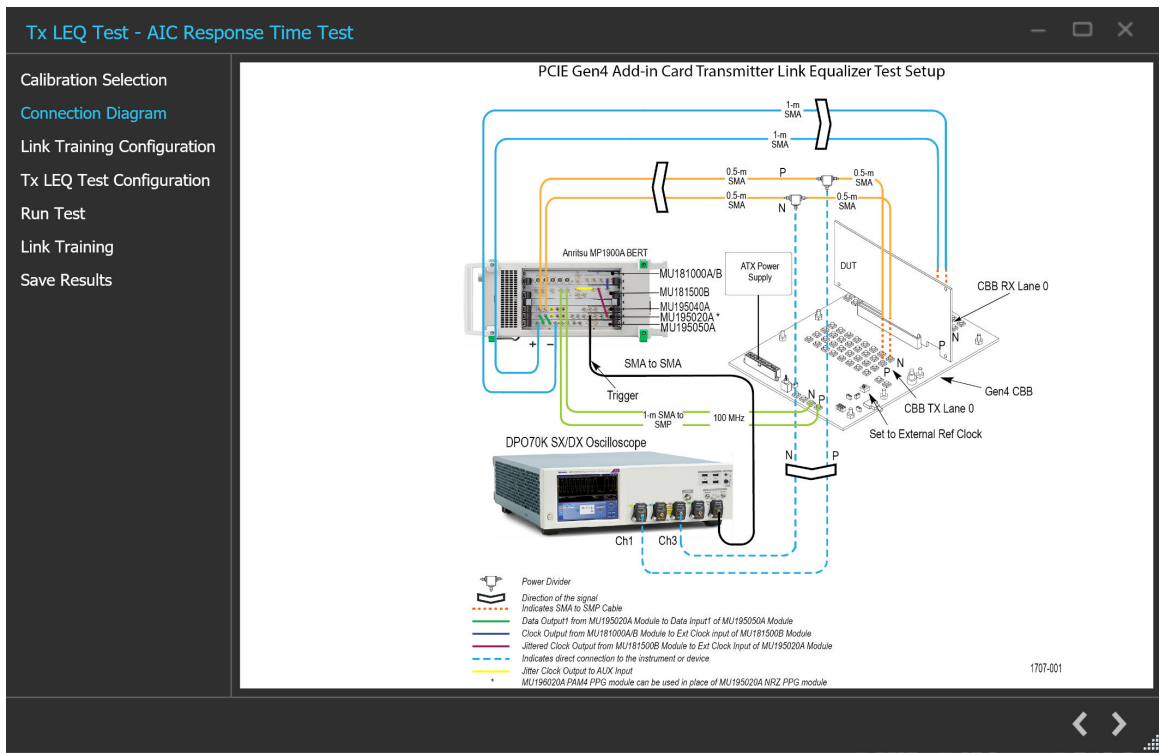 Tx LEQ Test - AIC Response Time Test
Calibration Selection
Connection Diagram
Link Training Configuration
Tx LEQ Test Configuration
Run Test
Link Training
Save Results
PCIE Gen4 Add-in Card Transmitter Link Equalizer Test Setup
1-m
SMA
1-m
SMA
0.5-m
SMA
P
0.5-m
SMA
0.5-m
SMA
N
0.5-m
SMA
Anritsu MP1900A BERT
MU181000A/B
MU181500B
MU195040A
MU195020A *
MU195050A
ATX Power
Supply
DUT
CBB RX Lane 0
N
P
+ −
SMA to SMA
Trigger
N
P
CBB TX Lane 0
Gen4 CBB
N
P
Set to External Ref Clock
1-m SMA to
SMP
100 MHz
DPO70K SX/DX Oscilloscope
N
P
Ch1
Ch3
Power Divider
Direction of the signal
Indicates SMA to SMP Cable
Data Output1 from MU195020A Module to Data Input1 of MU195050A Module
Clock Output from MU181000A/B Module to Ext Clock input of MU181500B Module
Jittered Clock Output from MU181500B Module to Ext Clock Input of MU195020A Module
Indicates direct connection to the instrument or device
Jitter Clock Output to AUX Input
* MU196020A PAM4 PPG module can be used in place of MU195020A NRZ PPG module
1707-001